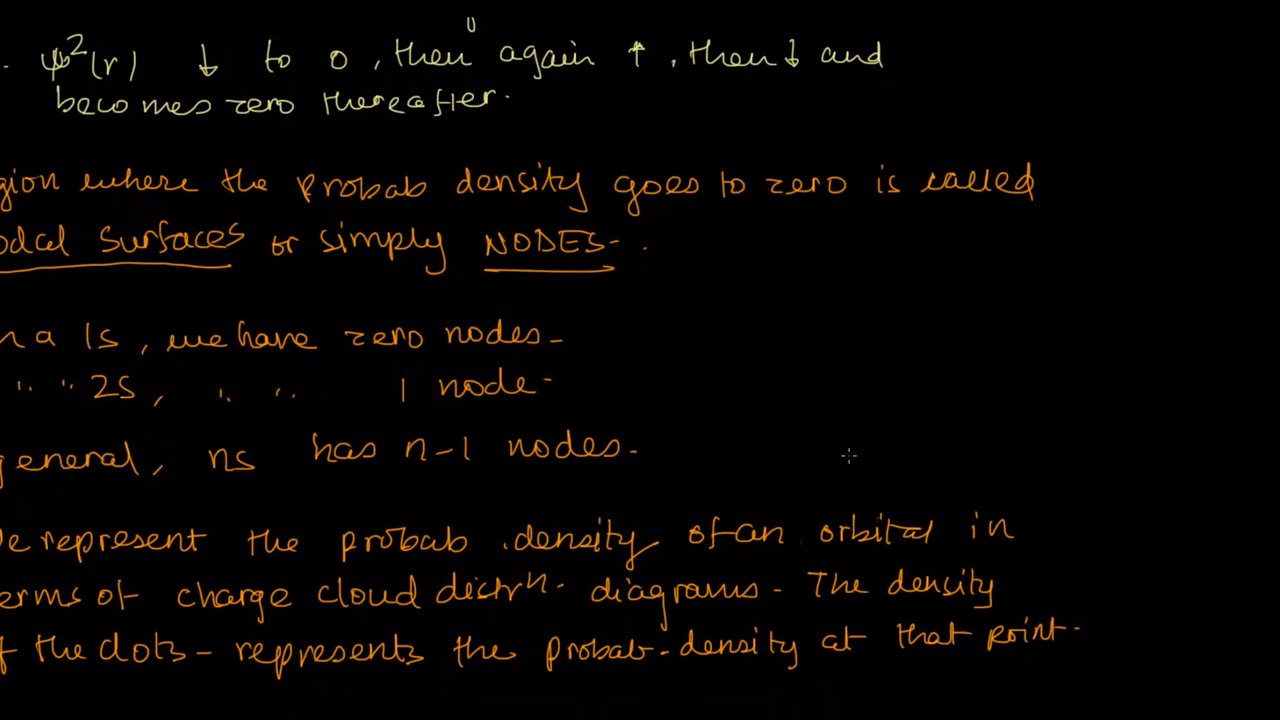 . ψ²(r) ↓ to 0, then again ↑, then ↓ and
becomes zero thereafter.
gion where the probab density goes to zero is called
odal surfaces or simply NODES-.
n a 1s, we have zero nodes-
" " 2s, " " 1 node-
general, ns has n-1 nodes-
e represent the probab. density of an orbital in
erms of charge cloud distrⁿ- diagrams- The density
f the dots- represents the probab-density at that point-